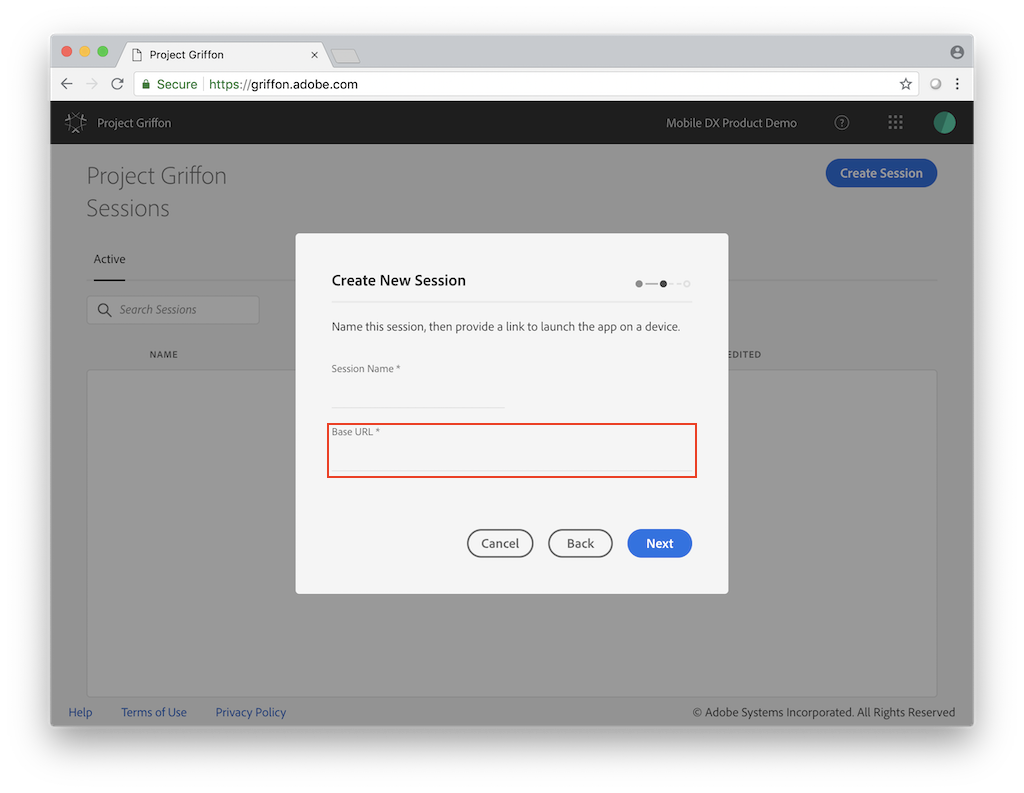 Project Griffon
Secure https://griffon.adobe.com
Project Griffon Mobile DX Product Demo ?
Project Griffon
Sessions
Create Session
Active
Search Sessions
NAME EDITED
Create New Session
Name this session, then provide a link to launch the app on a device.
Session Name *
Base URL *
Cancel Back Next
Help Terms of Use Privacy Policy © Adobe Systems Incorporated. All Rights Reserved